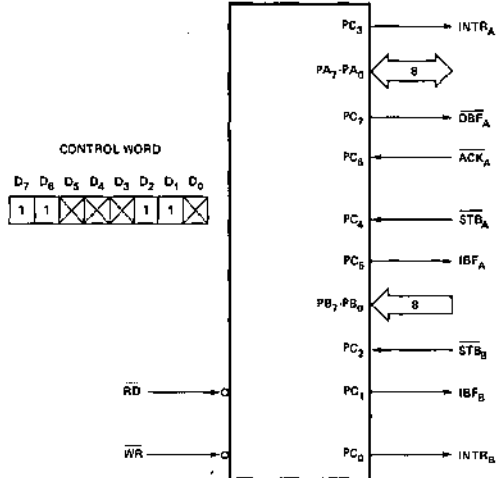 PC₃ INTRA
PA₇-PA₀ 8
PC₇ OBFA
CONTROL WORD
PC₆ ACKA
D₇ D₆ D₅ D₄ D₃ D₂ D₁ D₀
1 1 1 1
PC₄ STBA
PC₅ IBFA
PB₇-PB₀ 8
PC₂ STBB
RD PC₁ IBFB
WR PC₀ INTRB